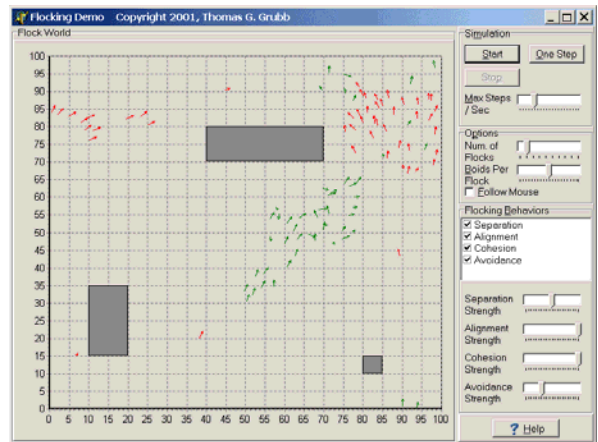 Flocking Demo Copyright 2001, Thomas G. Grubb
Flock World
100
95
90
85
80
75
70
65
60
55
50
45
40
35
30
25
20
15
10
5
0
0 5 10 15 20 25 30 35 40 45 50 55 60 65 70 75 80 85 90 95 100
Simulation
Start One Step
Stop
Max Steps
/ Sec
Options
Num. of
Flocks
Boids Per
Flock
Follow Mouse
Flocking Behaviors
Separation
Alignment
Cohesion
Avoidance
Separation
Strength
Alignment
Strength
Cohesion
Strength
Avoidance
Strength
? Help